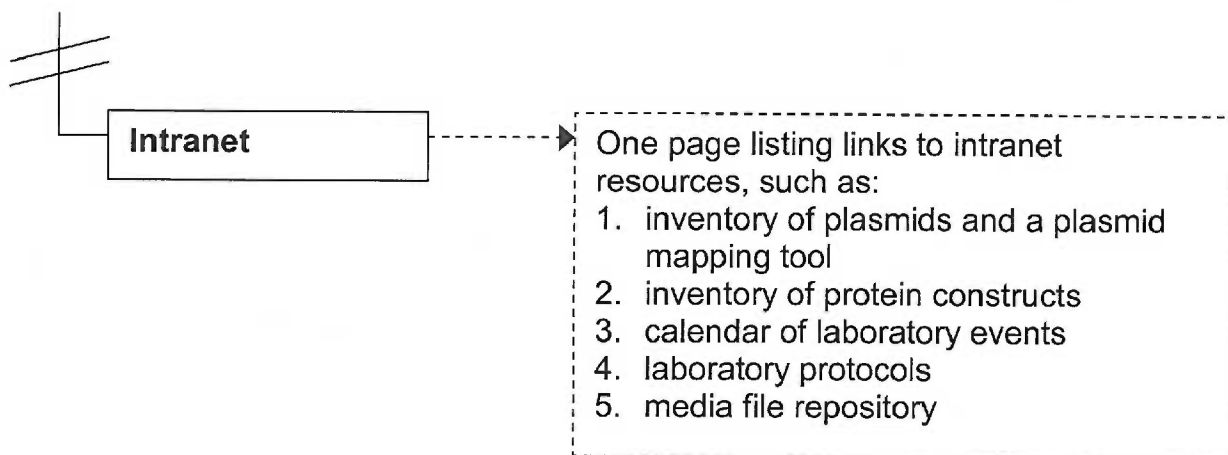 Intranet
One page listing links to intranet
resources, such as:
1. inventory of plasmids and a plasmid
mapping tool
2. inventory of protein constructs
3. calendar of laboratory events
4. laboratory protocols
5. media file repository